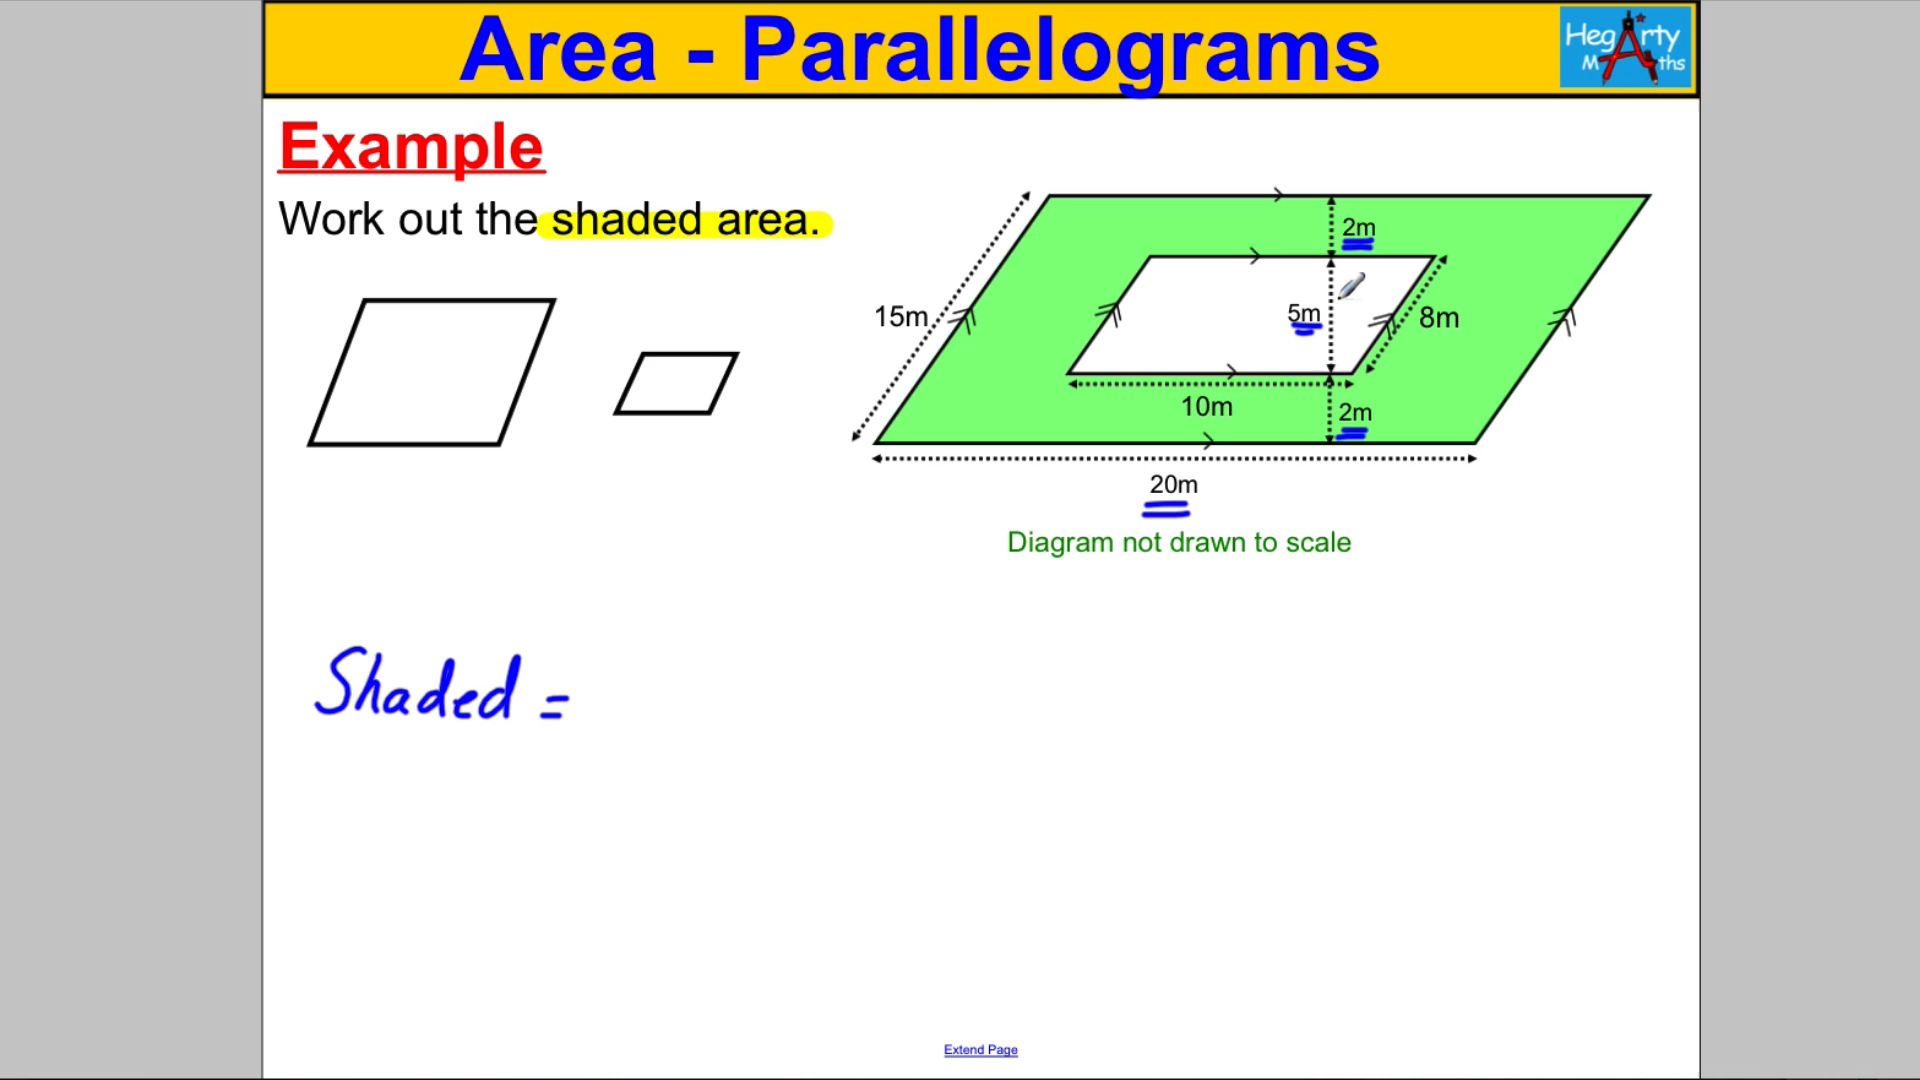 Area - Parallelograms
Hegarty
Maths
Example
Work out the shaded area.
2m
15m
5m
8m
10m
2m
20m
Diagram not drawn to scale
Shaded =
Extend Page